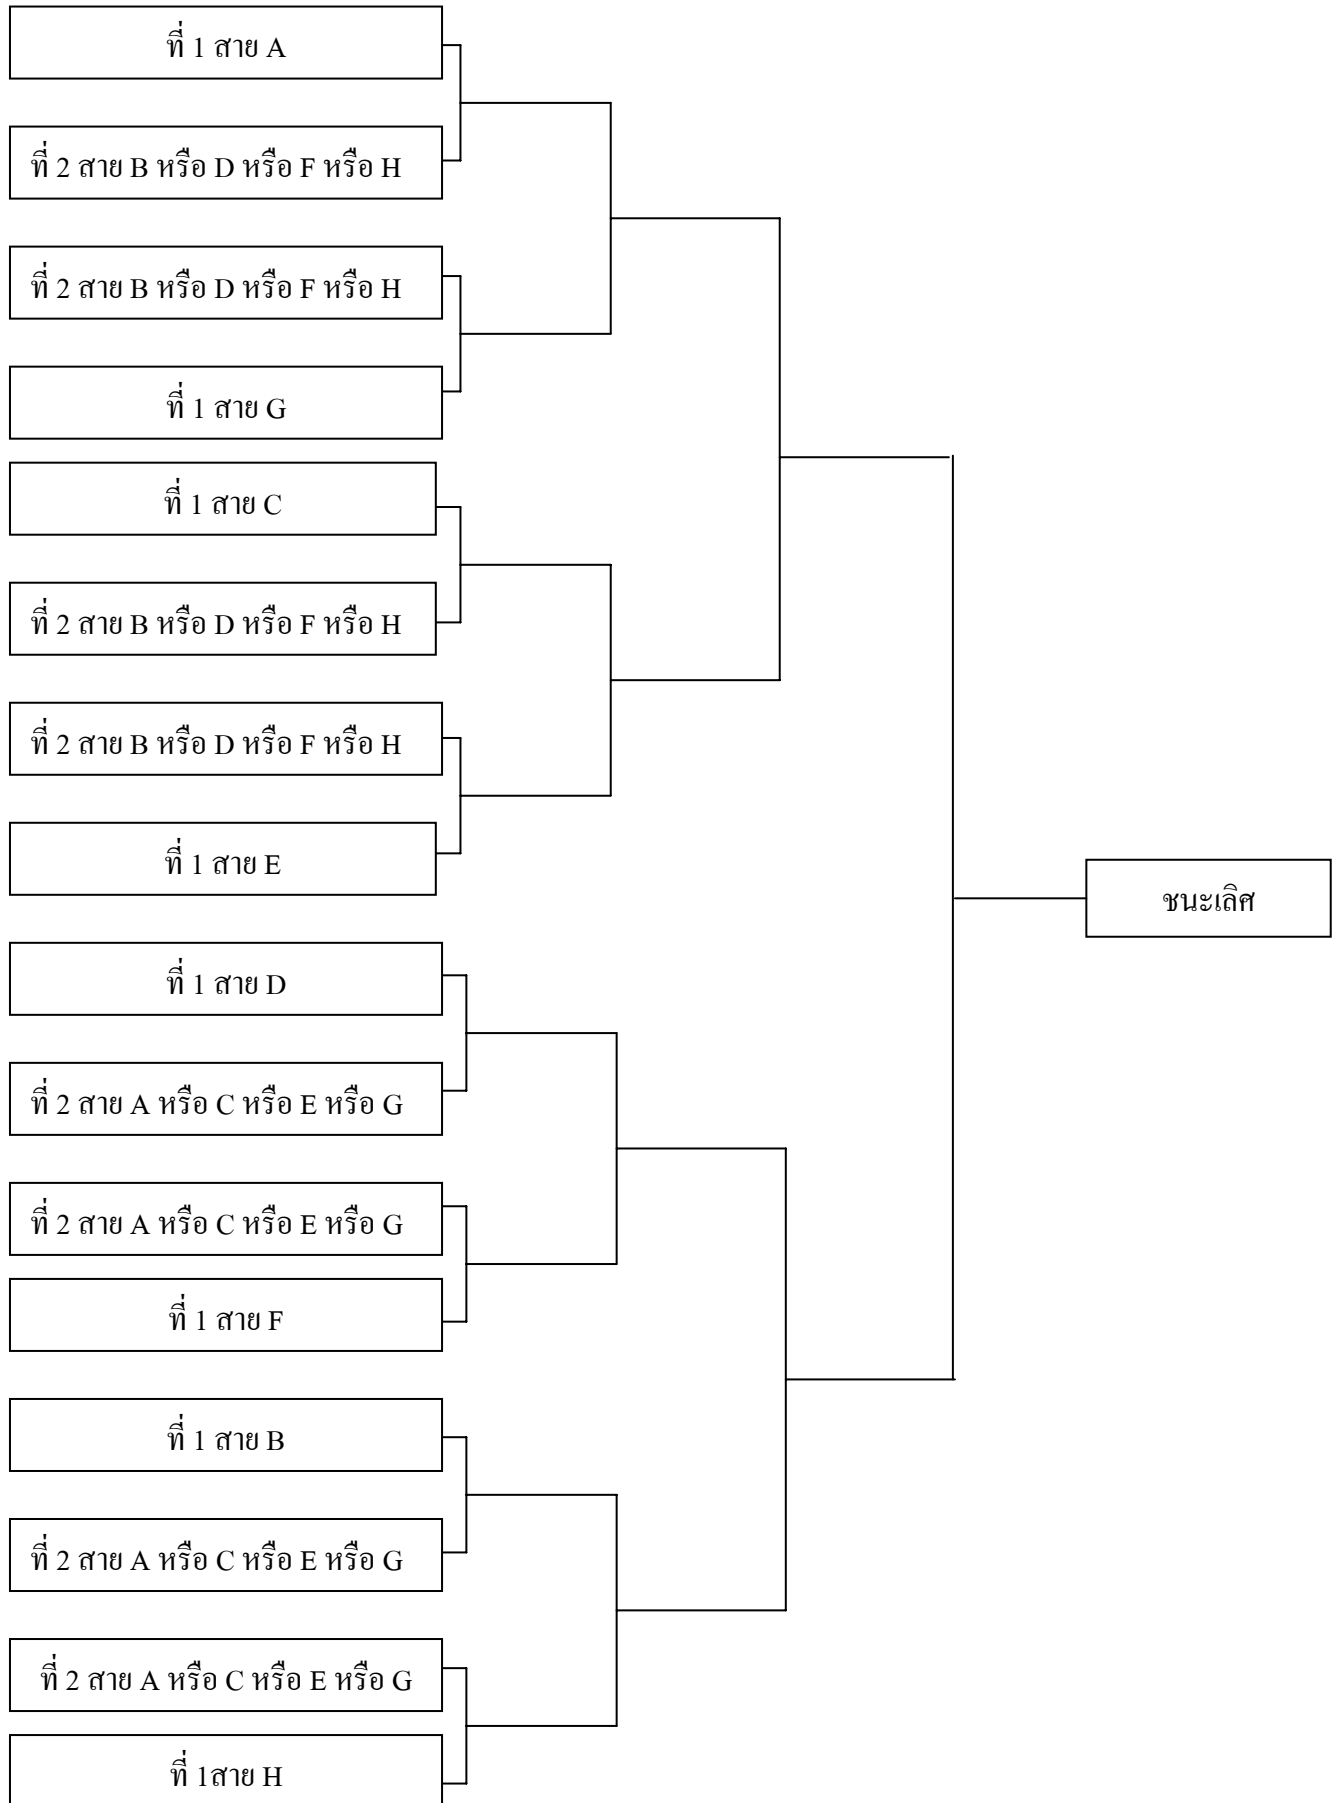 ที่ 1 สาย A
ที่ 2 สาย B หรือ D หรือ F หรือ H
ที่ 2 สาย B หรือ D หรือ F หรือ H
ที่ 1 สาย G
ที่ 1 สาย C
ที่ 2 สาย B หรือ D หรือ F หรือ H
ที่ 2 สาย B หรือ D หรือ F หรือ H
ที่ 1 สาย E
ชนะเลิศ
ที่ 1 สาย D
ที่ 2 สาย A หรือ C หรือ E หรือ G
ที่ 2 สาย A หรือ C หรือ E หรือ G
ที่ 1 สาย F
ที่ 1 สาย B
ที่ 2 สาย A หรือ C หรือ E หรือ G
ที่ 2 สาย A หรือ C หรือ E หรือ G
ที่ 1สาย H